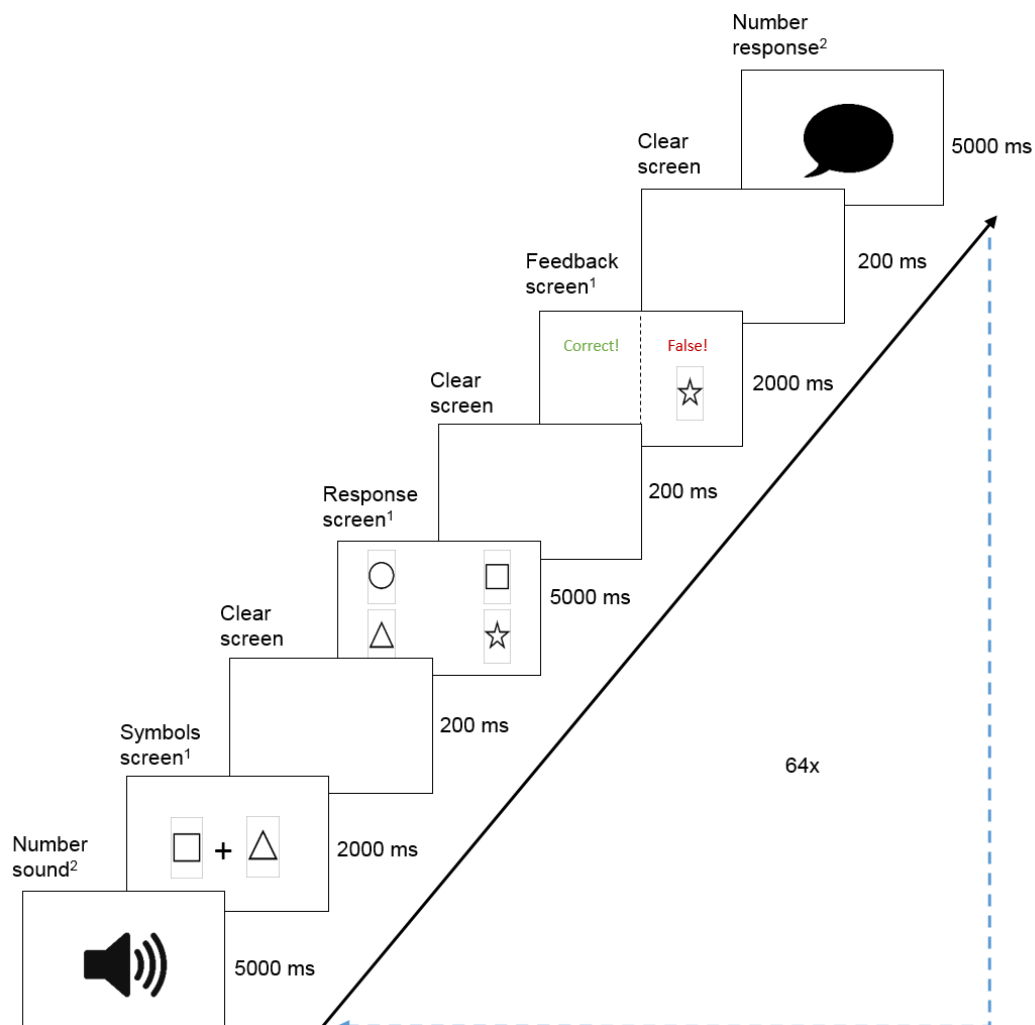 Number
response²
5000 ms
Clear
screen
200 ms
Feedback
screen¹
Correct!
False!
2000 ms
Clear
screen
200 ms
Response
screen¹
5000 ms
Clear
screen
200 ms
Symbols
screen¹
+
2000 ms
Number
sound²
5000 ms
64x